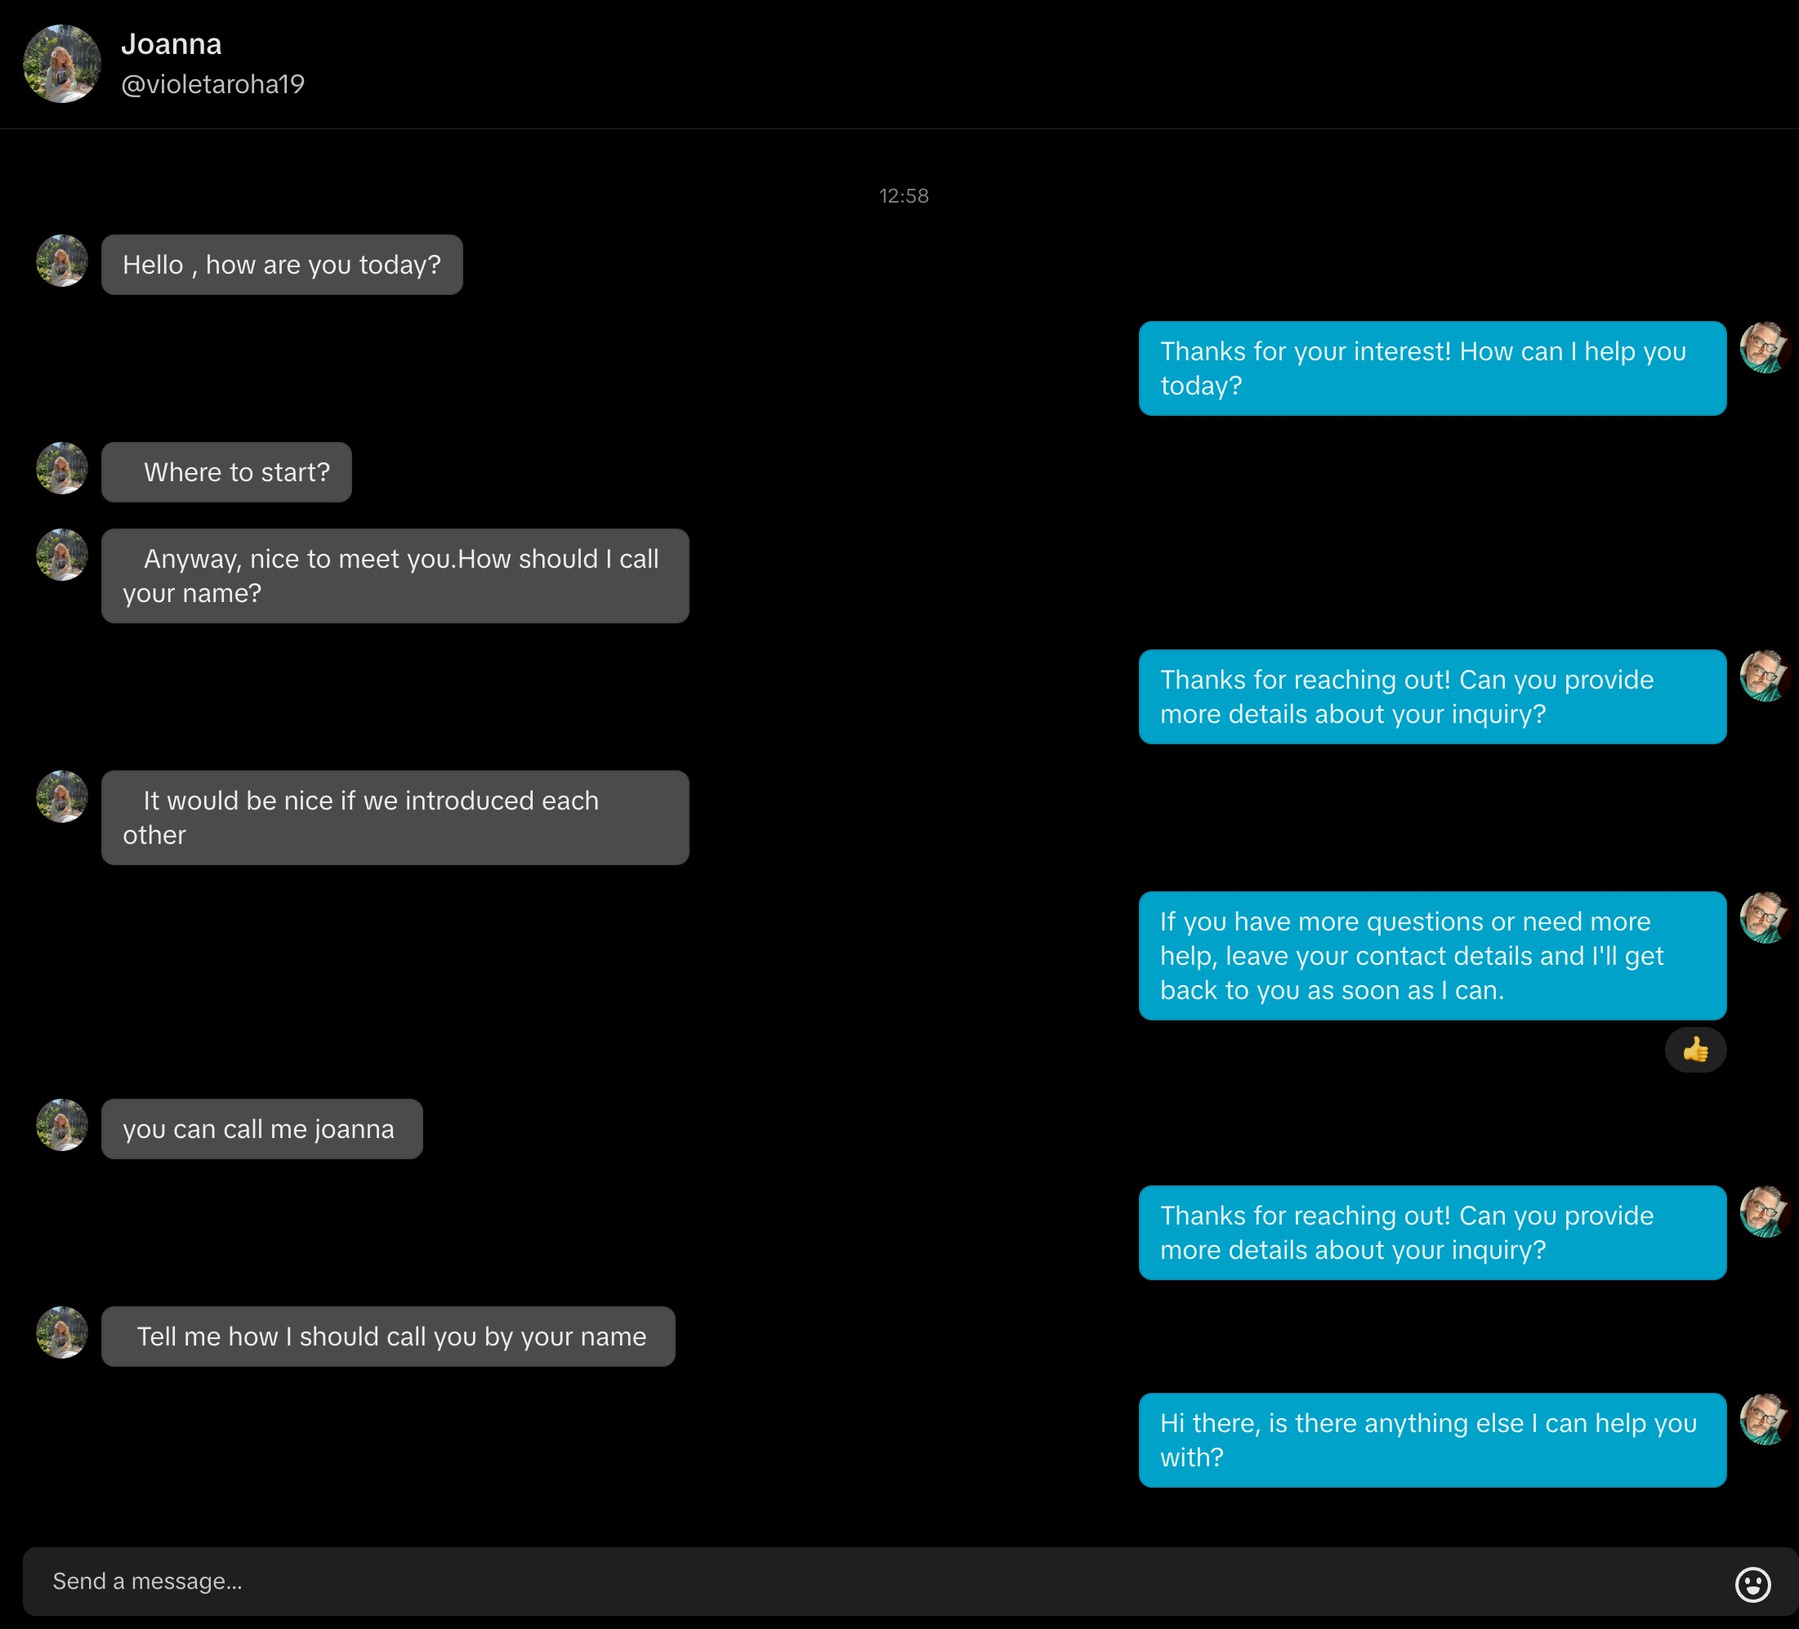 Joanna
@violetaroha19
12:58
Hello , how are you today?
Thanks for your interest! How can I help you
today?
Where to start?
Anyway, nice to meet you.How should I call
your name?
Thanks for reaching out! Can you provide
more details about your inquiry?
It would be nice if we introduced each
other
If you have more questions or need more
help, leave your contact details and I'll get
back to you as soon as I can.
you can call me joanna
Thanks for reaching out! Can you provide
more details about your inquiry?
Tell me how I should call you by your name
Hi there, is there anything else I can help you
with?
Send a message...